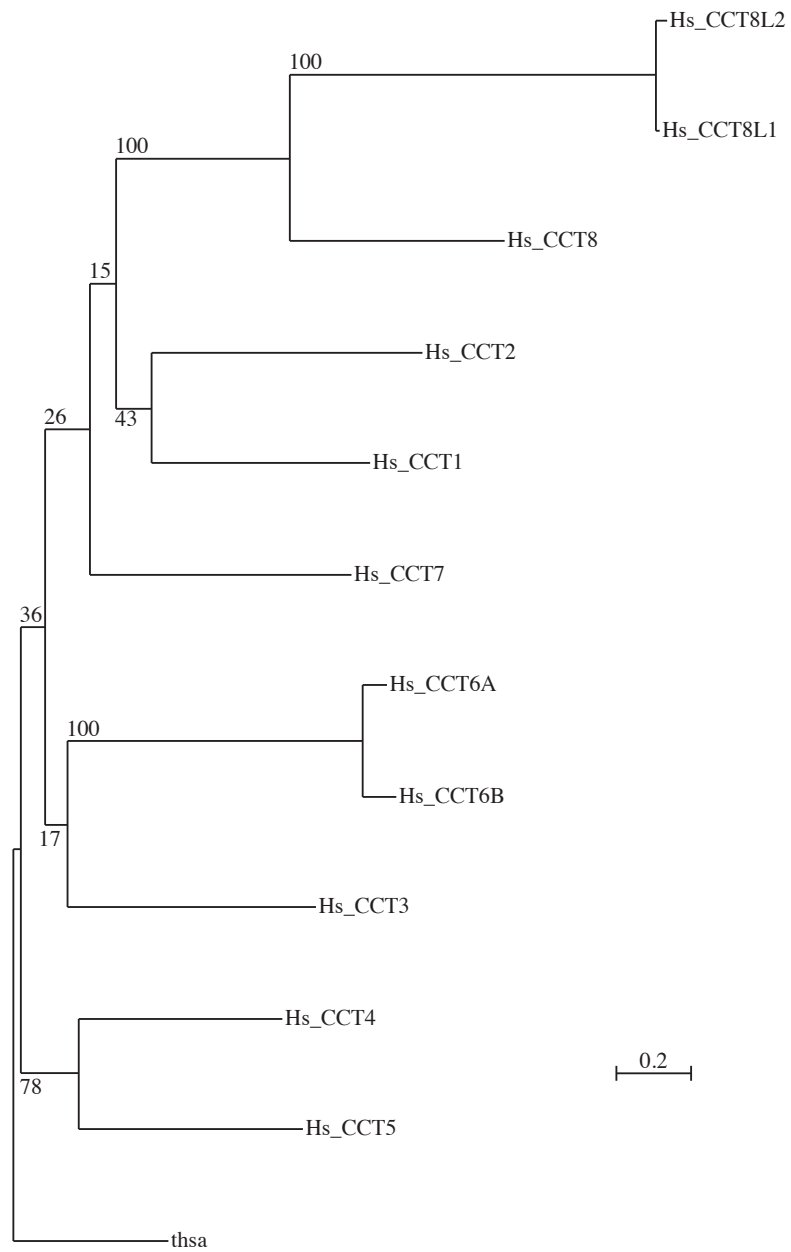 Hs_CCT8L2
100
Hs_CCT8L1
100
Hs_CCT8
15
Hs_CCT2
26
43
Hs_CCT1
Hs_CCT7
36
Hs_CCT6A
100
Hs_CCT6B
17
Hs_CCT3
Hs_CCT4
0.2
78
Hs_CCT5
thsa